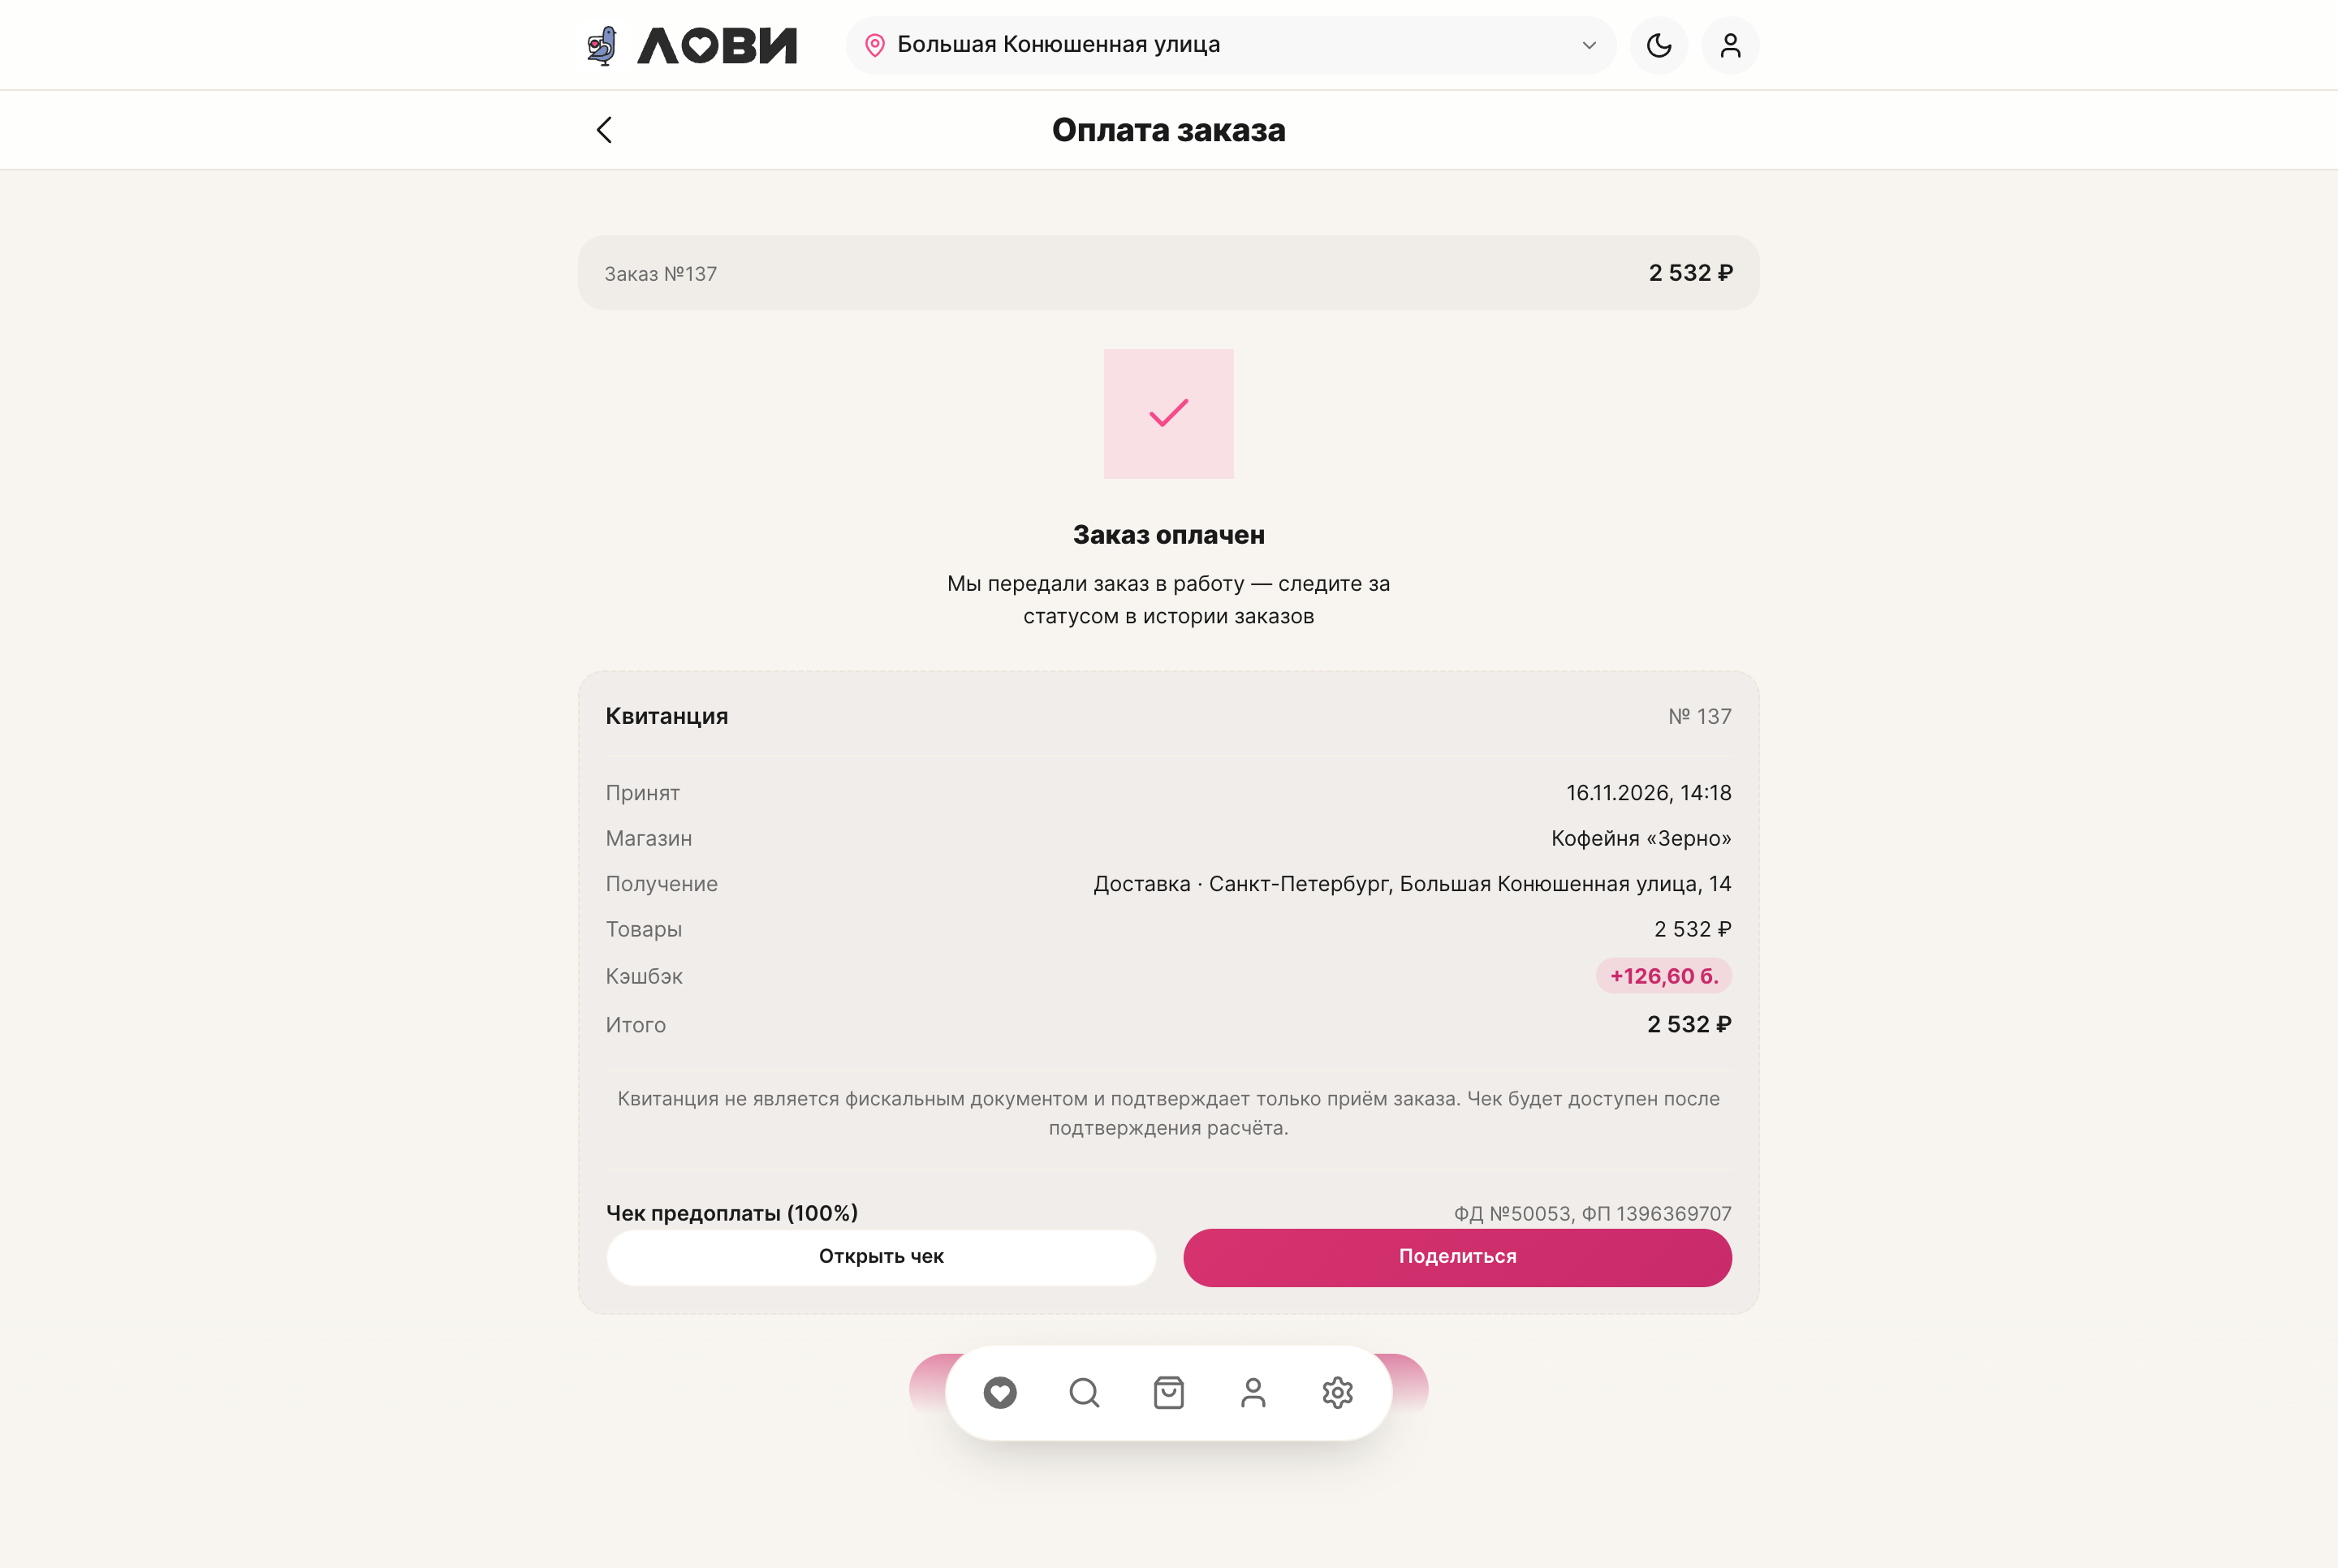 ЛОВИ
Большая Конюшенная улица
Оплата заказа
Заказ №137
2 532 ₽
Заказ оплачен
Мы передали заказ в работу — следите за
статусом в истории заказов
Квитанция
№ 137
Принят
16.11.2026, 14:18
Магазин
Кофейня «Зерно»
Получение
Доставка · Санкт-Петербург, Большая Конюшенная улица, 14
Товары
2 532 ₽
Кэшбэк
+126,60 б.
Итого
2 532 ₽
Квитанция не является фискальным документом и подтверждает только приём заказа. Чек будет доступен после
подтверждения расчёта.
Чек предоплаты (100%)
ФД №50053, ФП 1396369707
Открыть чек
Поделиться